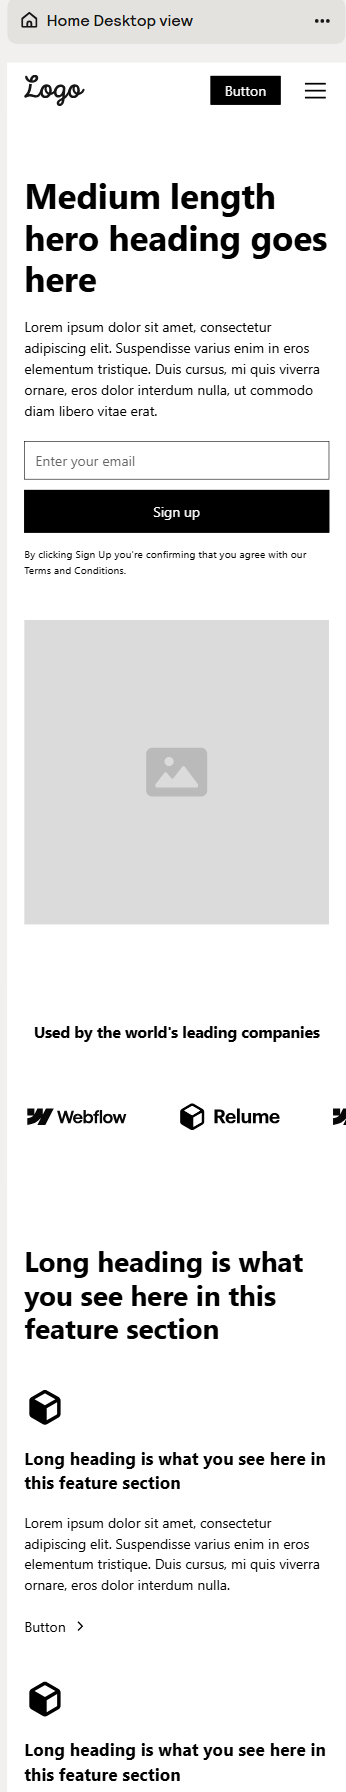 Home Desktop view
Logo
Button
Medium length
hero heading goes
here
Lorem ipsum dolor sit amet, consectetur
adipiscing elit. Suspendisse varius enim in eros
elementum tristique. Duis cursus, mi quis viverra
ornare, eros dolor interdum nulla, ut commodo
diam libero vitae erat.
Enter your email
Sign up
By clicking Sign Up you're confirming that you agree with our
Terms and Conditions.
Used by the world's leading companies
Webflow
Relume
Long heading is what
you see here in this
feature section
Long heading is what you see here in
this feature section
Lorem ipsum dolor sit amet, consectetur
adipiscing elit. Suspendisse varius enim in eros
elementum tristique. Duis cursus, mi quis viverra
ornare, eros dolor interdum nulla.
Button
Long heading is what you see here in
this feature section